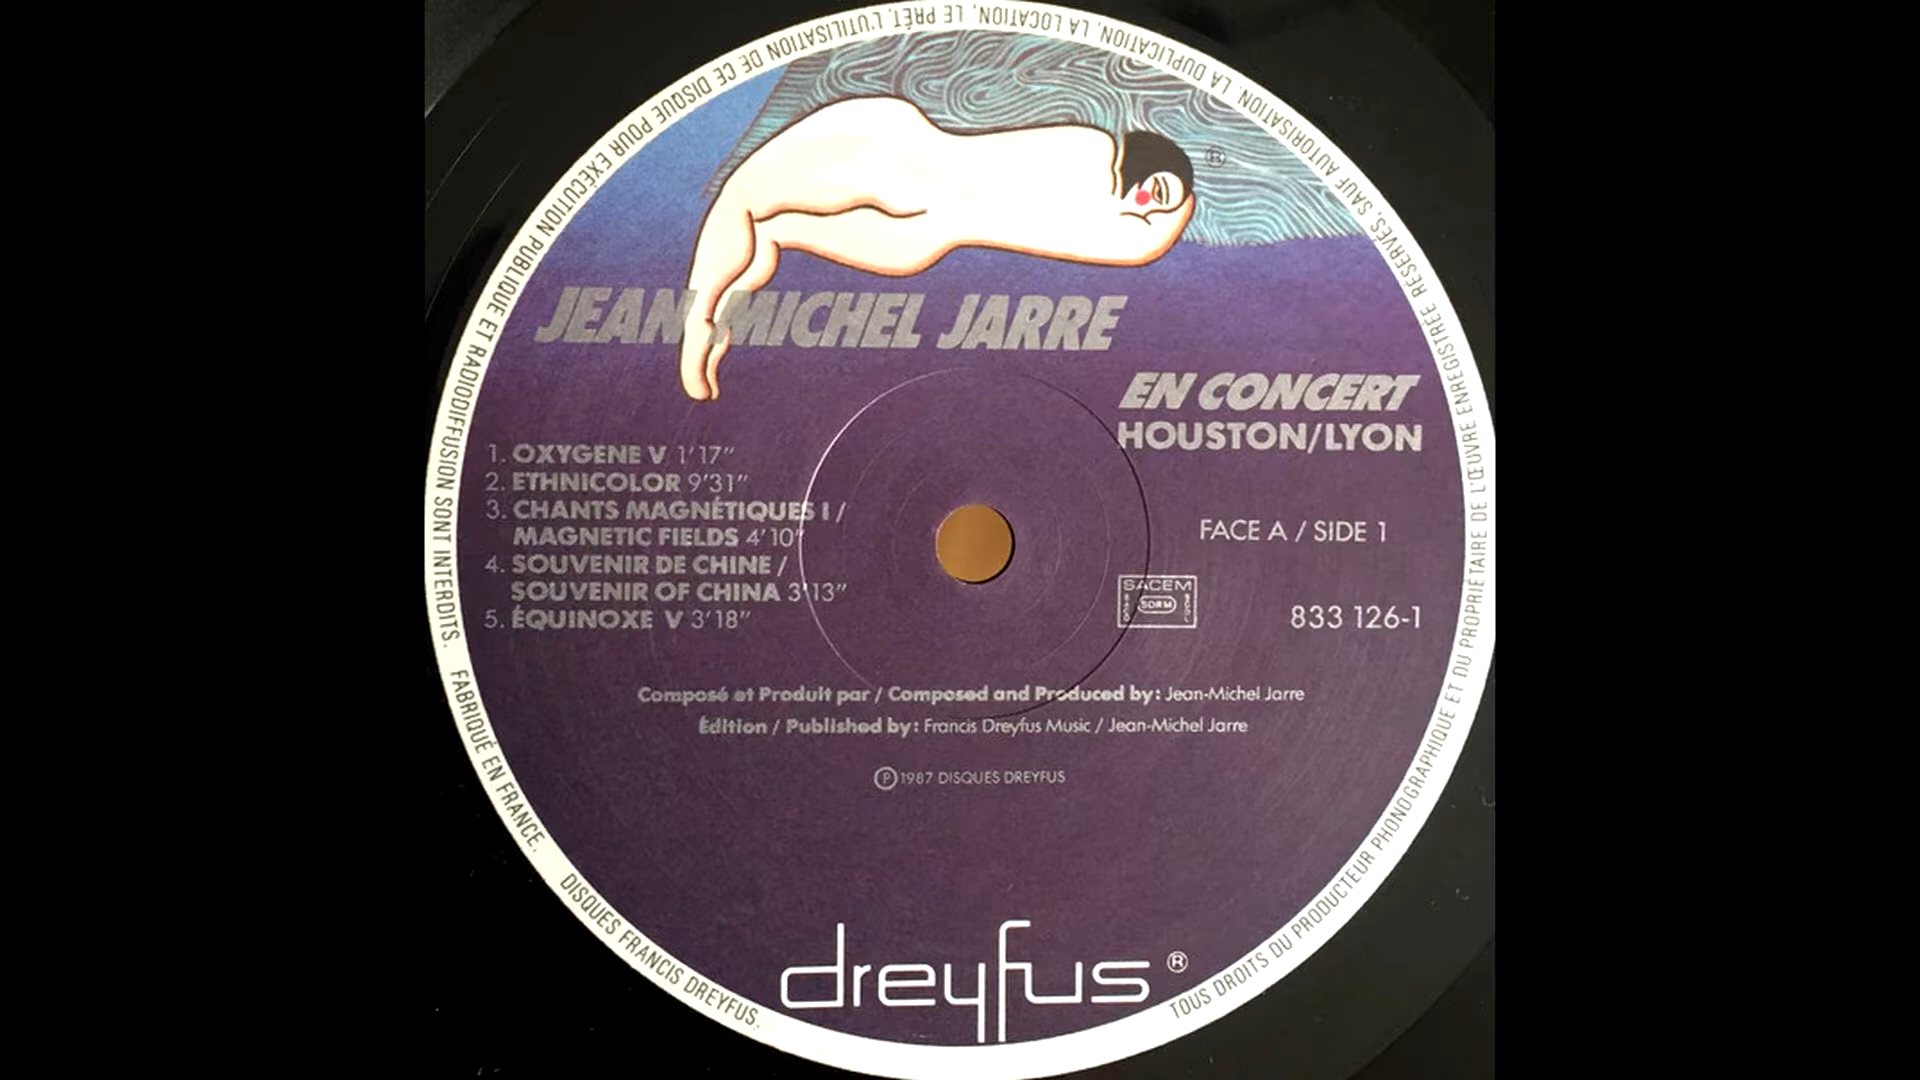 JEAN MICHEL JARRE
EN CONCERT
HOUSTON/LYON
1. OXYGENE V 1'17"
2. ETHNICOLOR 9'31"
3. CHANTS MAGNÉTIQUES I /
MAGNETIC FIELDS 4'10"
4. SOUVENIR DE CHINE /
SOUVENIR OF CHINA 3'13"
5. ÉQUINOXE V 3'18"
FACE A / SIDE 1
SACEM
SDRM
833 126-1
Composé et Produit par / Composed and Produced by: Jean-Michel Jarre
Édition / Published by: Francis Dreyfus Music / Jean-Michel Jarre
Ⓟ 1987 DISQUES DREYFUS
dreyfus ®
®
TOUS DROITS DU PRODUCTEUR PHONOGRAPHIQUE ET DU PROPRIÉTAIRE DE L'ŒUVRE ENREGISTRÉE RÉSERVÉS. SAUF AUTORISATION, LA DUPLICATION, LA LOCATION, LE PRÊT, L'UTILISATION DE CE DISQUE POUR EXÉCUTION PUBLIQUE ET RADIODIFFUSION SONT INTERDITS. FABRIQUÉ EN FRANCE. DISQUES FRANCIS DREYFUS.